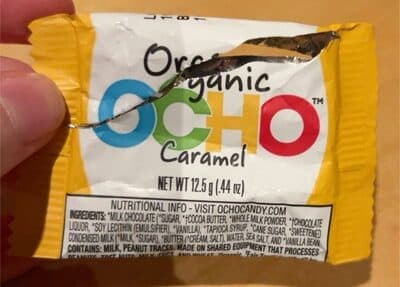 Organic
OCHO™
Caramel
NET WT 12.5 g (.44 oz)
NUTRITIONAL INFO - VISIT OCHOCANDY.COM
INGREDIENTS: *MILK CHOCOLATE (*SUGAR, †*COCOA BUTTER, *WHOLE MILK POWDER, †*CHOCOLATE
LIQUOR, *SOY LECITHIN (EMULSIFIER), *VANILLA), *TAPIOCA SYRUP, *CANE SUGAR, *SWEETENED
CONDENSED MILK (*MILK, *SUGAR), *BUTTER (*CREAM, SALT), WATER, SEA SALT, AND *VANILLA BEAN.
CONTAINS: MILK, PEANUT TRACES. MADE ON SHARED EQUIPMENT THAT PROCESSES